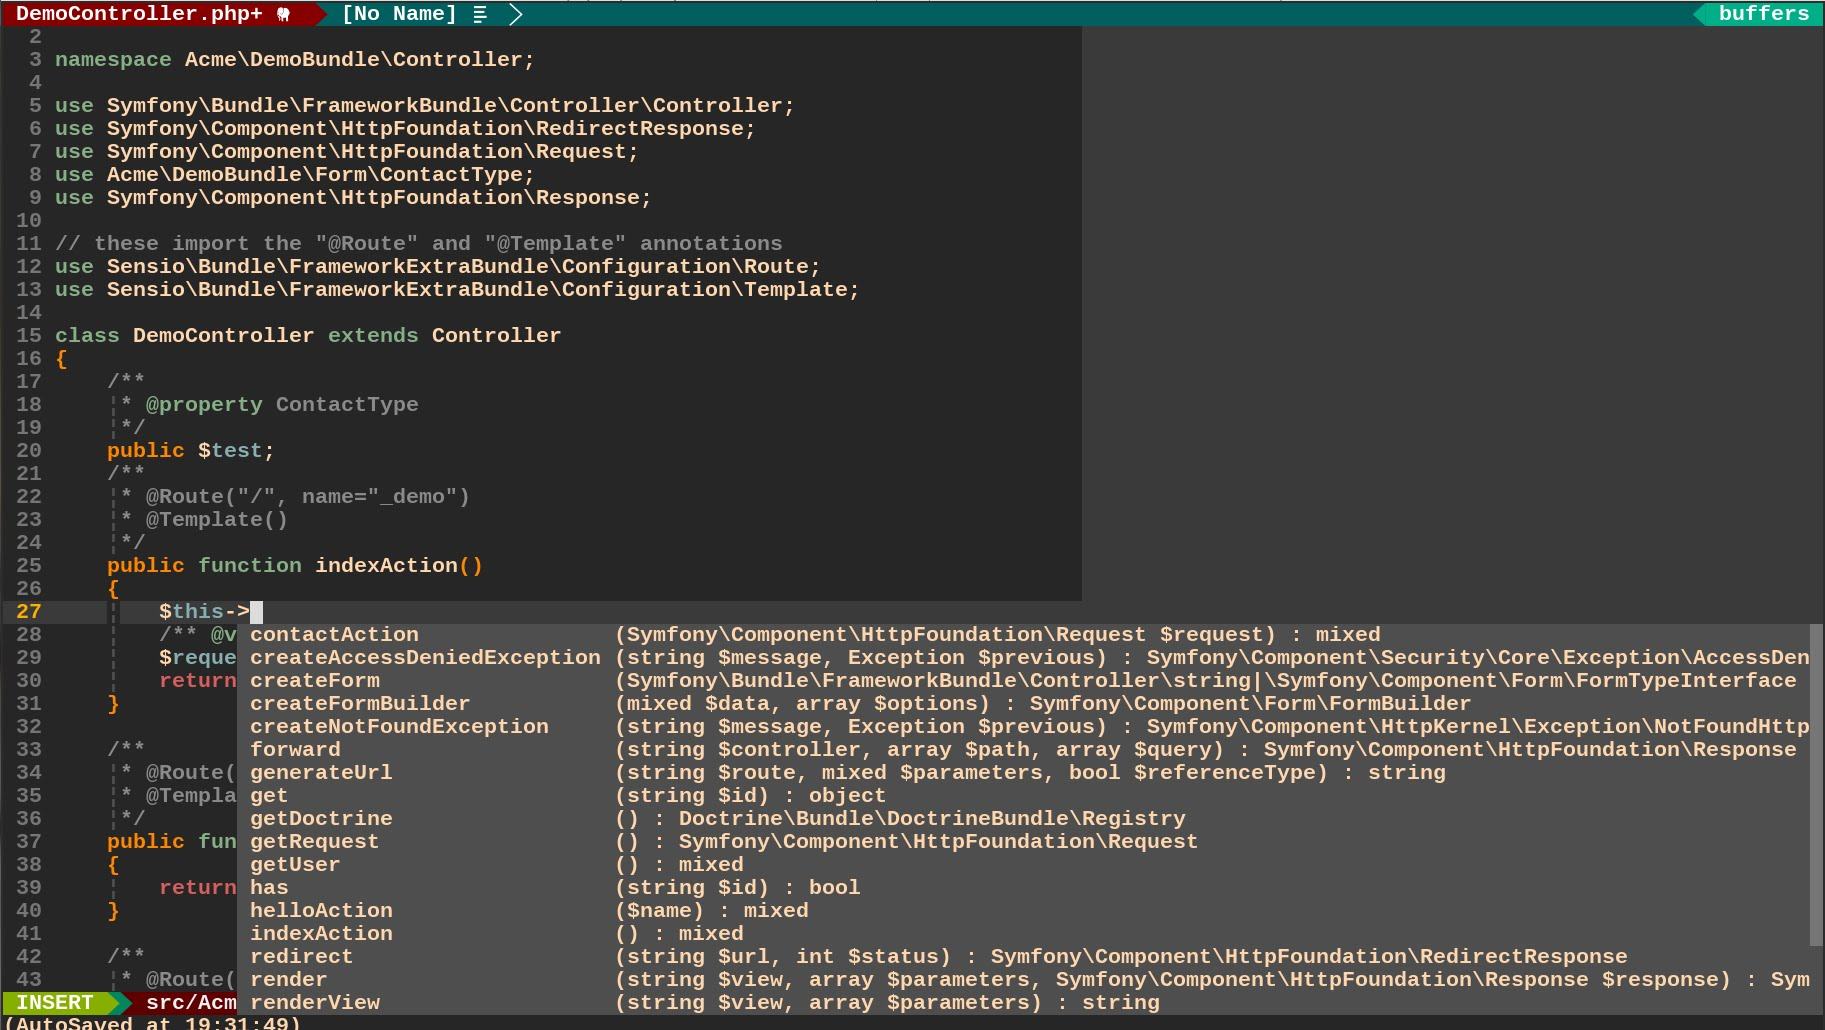 DemoController.php+ [No Name] buffers
2
3 namespace Acme\DemoBundle\Controller;
4
5 use Symfony\Bundle\FrameworkBundle\Controller\Controller;
6 use Symfony\Component\HttpFoundation\RedirectResponse;
7 use Symfony\Component\HttpFoundation\Request;
8 use Acme\DemoBundle\Form\ContactType;
9 use Symfony\Component\HttpFoundation\Response;
10
11 // these import the "@Route" and "@Template" annotations
12 use Sensio\Bundle\FrameworkExtraBundle\Configuration\Route;
13 use Sensio\Bundle\FrameworkExtraBundle\Configuration\Template;
14
15 class DemoController extends Controller
16 {
17     /**
18     ¦* @property ContactType
19     ¦*/
20     public $test;
21     /**
22     ¦* @Route("/", name="_demo")
23     ¦* @Template()
24     ¦*/
25     public function indexAction()
26     {
27     ¦   $this->
28     ¦   /** @v contactAction (Symfony\Component\HttpFoundation\Request $request) : mixed
29     ¦   $reque createAccessDeniedException (string $message, Exception $previous) : Symfony\Component\Security\Core\Exception\AccessDen
30     ¦   return createForm (Symfony\Bundle\FrameworkBundle\Controller\string|\Symfony\Component\Form\FormTypeInterface
31     } createFormBuilder (mixed $data, array $options) : Symfony\Component\Form\FormBuilder
32 createNotFoundException (string $message, Exception $previous) : Symfony\Component\HttpKernel\Exception\NotFoundHttp
33     /** forward (string $controller, array $path, array $query) : Symfony\Component\HttpFoundation\Response
34     ¦* @Route( generateUrl (string $route, mixed $parameters, bool $referenceType) : string
35     ¦* @Templa get (string $id) : object
36     ¦*/ getDoctrine () : Doctrine\Bundle\DoctrineBundle\Registry
37     public fun getRequest () : Symfony\Component\HttpFoundation\Request
38     { getUser () : mixed
39     ¦   return has (string $id) : bool
40     } helloAction ($name) : mixed
41 indexAction () : mixed
42     /** redirect (string $url, int $status) : Symfony\Component\HttpFoundation\RedirectResponse
43     ¦* @Route( render (string $view, array $parameters, Symfony\Component\HttpFoundation\Response $response) : Sym
INSERT src/Acm renderView (string $view, array $parameters) : string
(AutoSaved at 19:31:49)